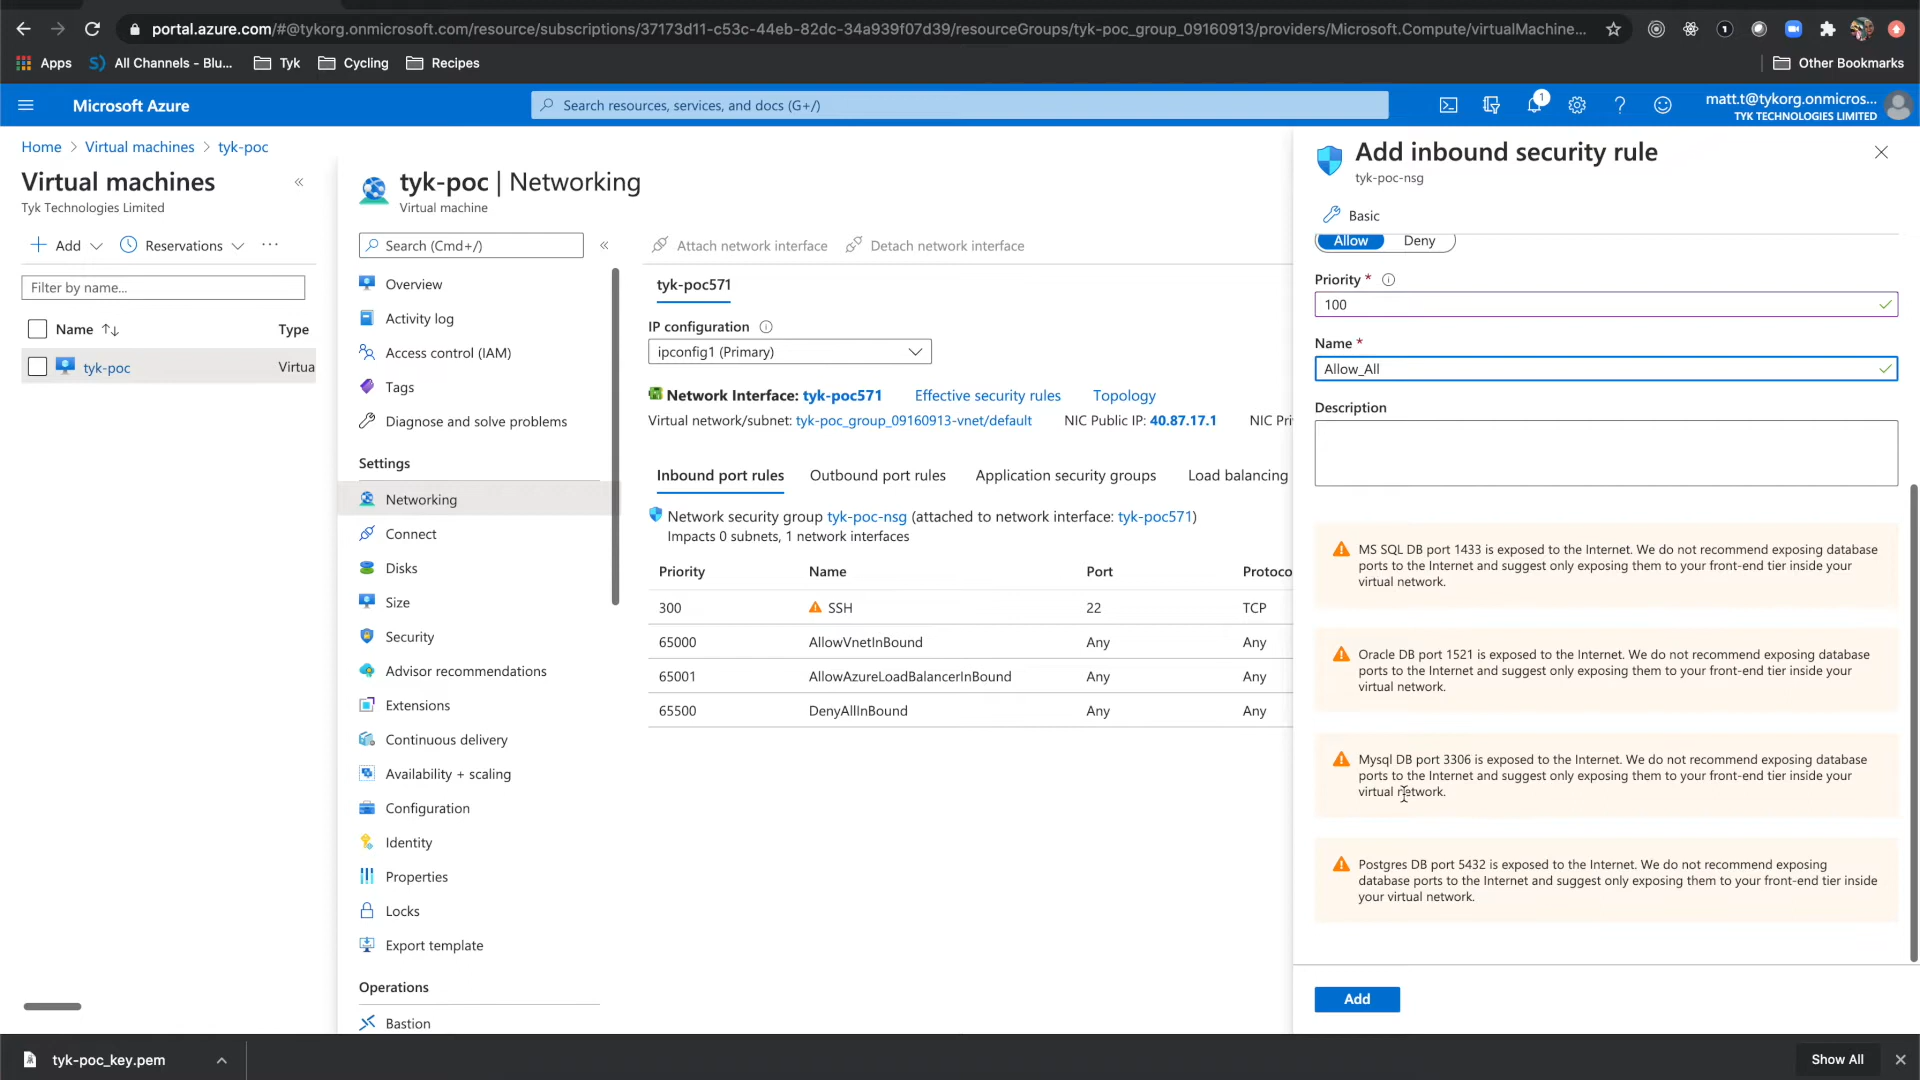 portal.azure.com/#@tykorg.onmicrosoft.com/resource/subscriptions/37173d11-c53c-44eb-82dc-34a939f07d39/resourceGroups/tyk-poc_group_09160913/providers/Microsoft.Compute/virtualMachine...
Apps
All Channels - Blu...
Tyk
Cycling
Recipes
Other Bookmarks
Microsoft Azure
Search resources, services, and docs (G+/)
1
matt.t@tykorg.onmicros...
TYK TECHNOLOGIES LIMITED
Home > Virtual machines > tyk-poc
Virtual machines
Tyk Technologies Limited
Add
Reservations
Filter by name...
Name
Type
tyk-poc
Virtua
tyk-poc | Networking
Virtual machine
Search (Cmd+/)
Overview
Activity log
Access control (IAM)
Tags
Diagnose and solve problems
Settings
Networking
Connect
Disks
Size
Security
Advisor recommendations
Extensions
Continuous delivery
Availability + scaling
Configuration
Identity
Properties
Locks
Export template
Operations
Bastion
Attach network interface
Detach network interface
tyk-poc571
IP configuration
ipconfig1 (Primary)
Network Interface: tyk-poc571
Effective security rules
Topology
Virtual network/subnet: tyk-poc_group_09160913-vnet/default
NIC Public IP: 40.87.17.1
NIC Pri
Inbound port rules
Outbound port rules
Application security groups
Load balancing
Network security group tyk-poc-nsg (attached to network interface: tyk-poc571)
Impacts 0 subnets, 1 network interfaces
Priority Name Port Protoco
300 SSH 22 TCP
65000 AllowVnetInBound Any Any
65001 AllowAzureLoadBalancerInBound Any Any
65500 DenyAllInBound Any Any
Add inbound security rule
tyk-poc-nsg
Basic
Allow
Deny
Priority *
100
Name *
Allow_All
Description
MS SQL DB port 1433 is exposed to the Internet. We do not recommend exposing database
ports to the Internet and suggest only exposing them to your front-end tier inside your
virtual network.
Oracle DB port 1521 is exposed to the Internet. We do not recommend exposing database
ports to the Internet and suggest only exposing them to your front-end tier inside your
virtual network.
Mysql DB port 3306 is exposed to the Internet. We do not recommend exposing database
ports to the Internet and suggest only exposing them to your front-end tier inside your
virtual network.
Postgres DB port 5432 is exposed to the Internet. We do not recommend exposing
database ports to the Internet and suggest only exposing them to your front-end tier inside
your virtual network.
Add
tyk-poc_key.pem
Show All